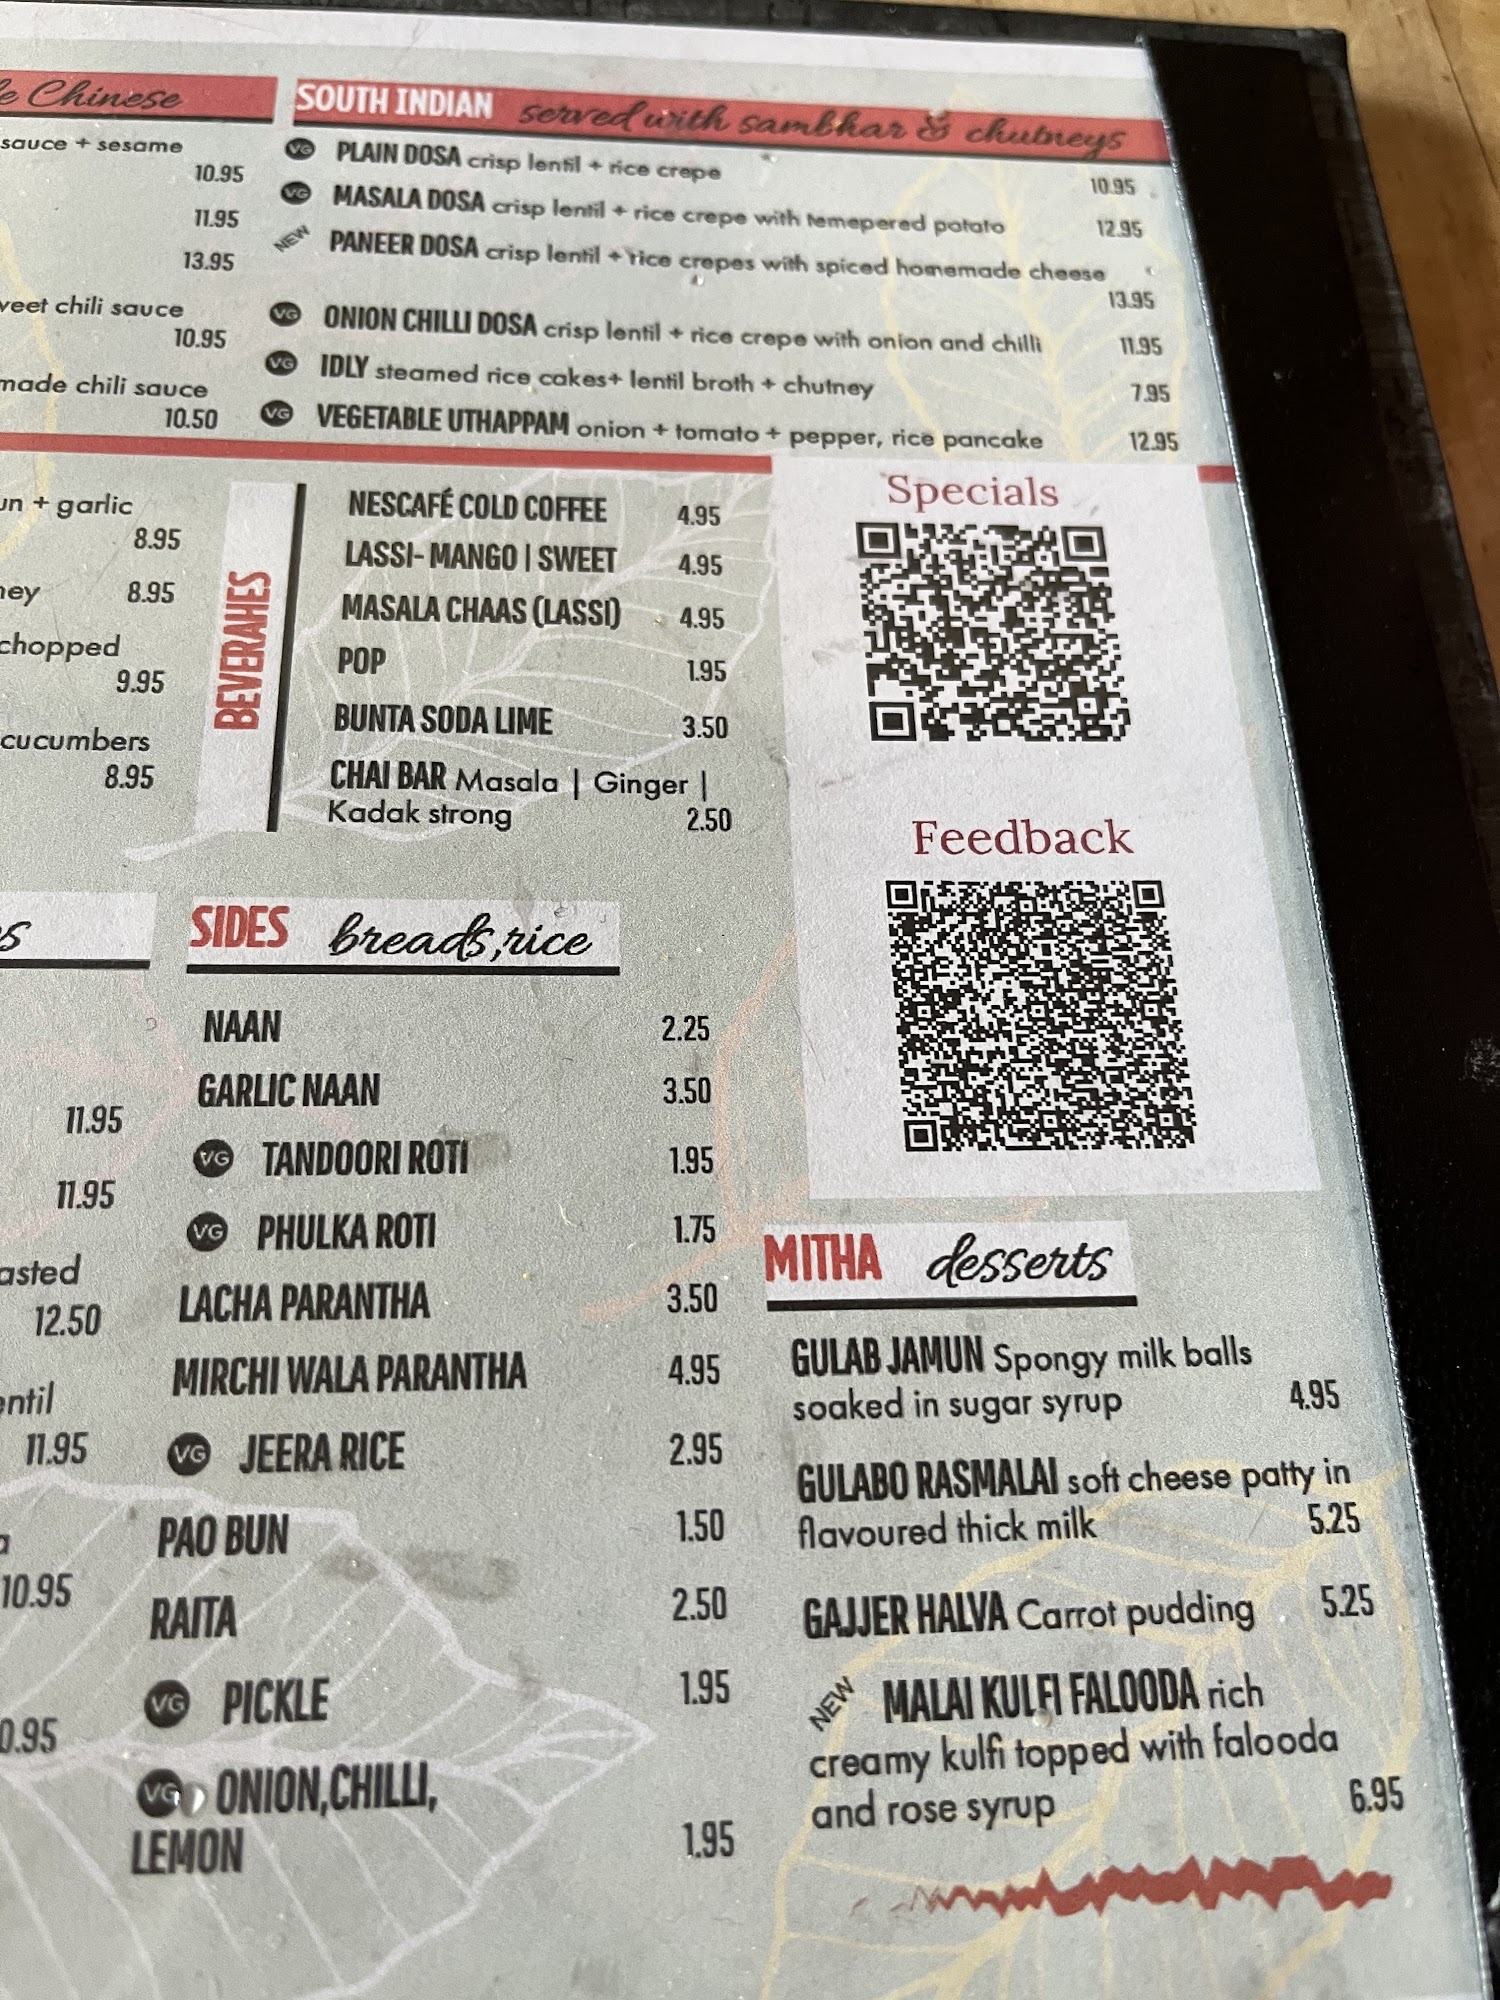 le Chinese
sauce + sesame
10.95
11.95
13.95
sweet chili sauce
10.95
made chili sauce
10.50
SOUTH INDIAN served with sambhar & chutneys
VG PLAIN DOSA crisp lentil + rice crepe 10.95
VG MASALA DOSA crisp lentil + rice crepe with temepered potato 12.95
NEW PANEER DOSA crisp lentil + rice crepes with spiced homemade cheese
13.95
VG ONION CHILLI DOSA crisp lentil + rice crepe with onion and chilli 11.95
VG IDLY steamed rice cakes+ lentil broth + chutney 7.95
VG VEGETABLE UTHAPPAM onion + tomato + pepper, rice pancake 12.95
un + garlic
8.95
ney 8.95
chopped
9.95
cucumbers
8.95
BEVERAHES
NESCAFÉ COLD COFFEE 4.95
LASSI- MANGO | SWEET 4.95
MASALA CHAAS (LASSI) 4.95
POP 1.95
BUNTA SODA LIME 3.50
CHAI BAR Masala | Ginger |
Kadak strong 2.50
Specials
Feedback
s
11.95
11.95
asted
12.50
entil
11.95
a
10.95
0.95
SIDES breads,rice
NAAN 2.25
GARLIC NAAN 3.50
VG TANDOORI ROTI 1.95
VG PHULKA ROTI 1.75
LACHA PARANTHA 3.50
MIRCHI WALA PARANTHA 4.95
VG JEERA RICE 2.95
PAO BUN 1.50
RAITA 2.50
VG PICKLE 1.95
VG ONION,CHILLI,
LEMON 1.95
MITHA desserts
GULAB JAMUN Spongy milk balls
soaked in sugar syrup 4.95
GULABO RASMALAI soft cheese patty in
flavoured thick milk 5.25
GAJJER HALVA Carrot pudding 5.25
NEW MALAI KULFI FALOODA rich
creamy kulfi topped with falooda
and rose syrup 6.95